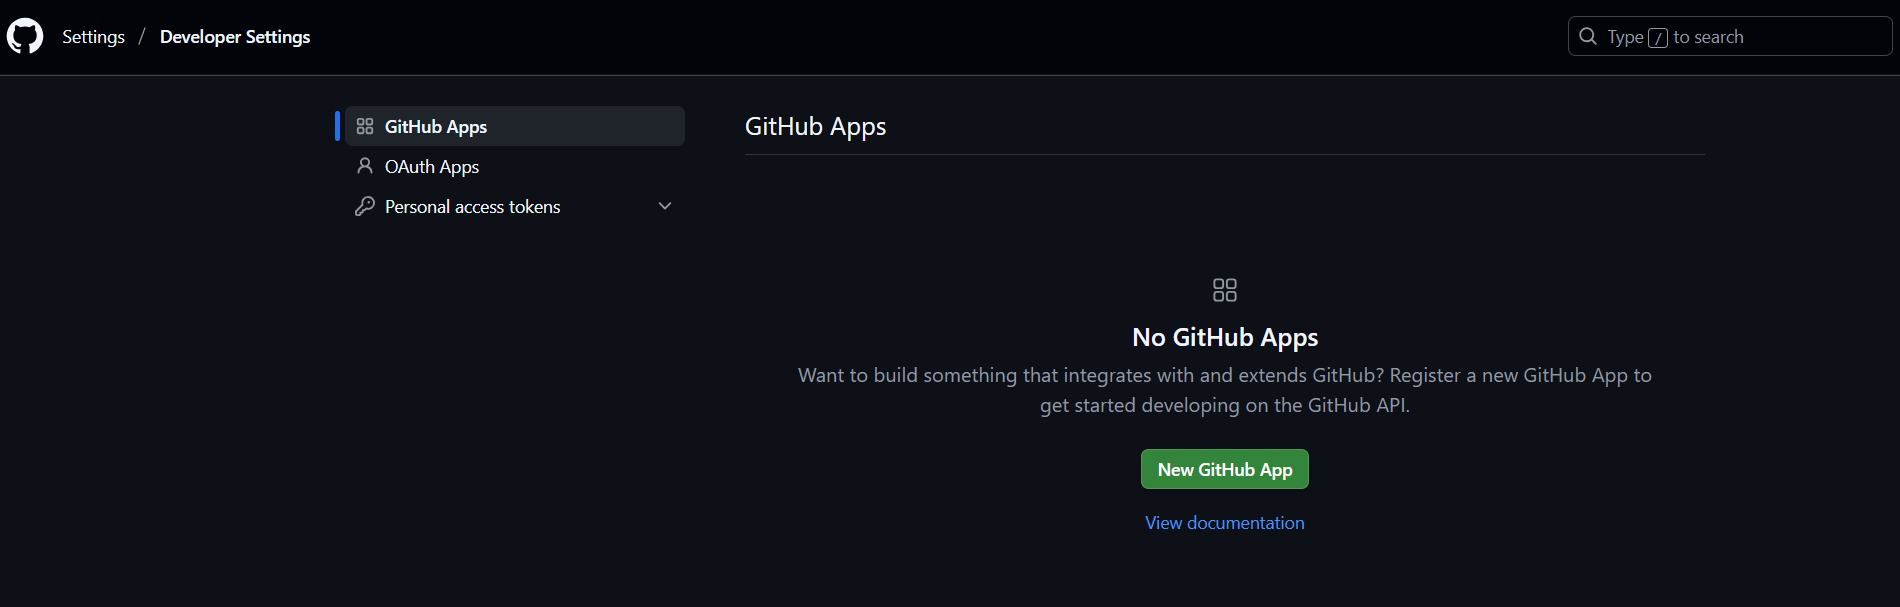 Settings / Developer Settings
Type / to search
GitHub Apps
OAuth Apps
Personal access tokens
GitHub Apps
No GitHub Apps
Want to build something that integrates with and extends GitHub? Register a new GitHub App to
get started developing on the GitHub API.
New GitHub App
View documentation